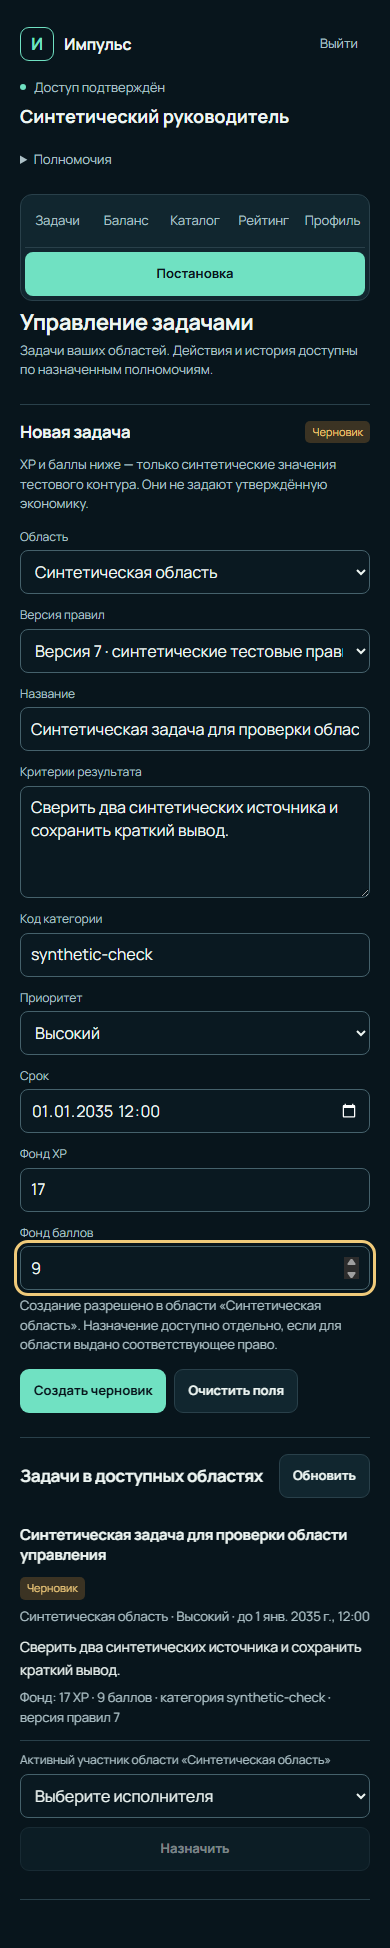 И Импульс Выйти
Доступ подтверждён
Синтетический руководитель
Полномочия
Задачи Баланс Каталог Рейтинг Профиль
Постановка
Управление задачами
Задачи ваших областей. Действия и история доступны
по назначенным полномочиям.
Новая задача Черновик
XP и баллы ниже — только синтетические значения
тестового контура. Они не задают утверждённую
экономику.
Область
Синтетическая область
Версия правил
Версия 7 · синтетические тестовые прави
Название
Синтетическая задача для проверки облас
Критерии результата
Сверить два синтетических источника и
сохранить краткий вывод.
Код категории
synthetic-check
Приоритет
Высокий
Срок
01.01.2035 12:00
Фонд XP
17
Фонд баллов
9
Создание разрешено в области «Синтетическая
область». Назначение доступно отдельно, если для
области выдано соответствующее право.
Создать черновик Очистить поля
Задачи в доступных областях Обновить
Синтетическая задача для проверки области
управления
Черновик
Синтетическая область · Высокий · до 1 янв. 2035 г., 12:00
Сверить два синтетических источника и сохранить
краткий вывод.
Фонд: 17 XP · 9 баллов · категория synthetic-check ·
версия правил 7
Активный участник области «Синтетическая область»
Выберите исполнителя
Назначить